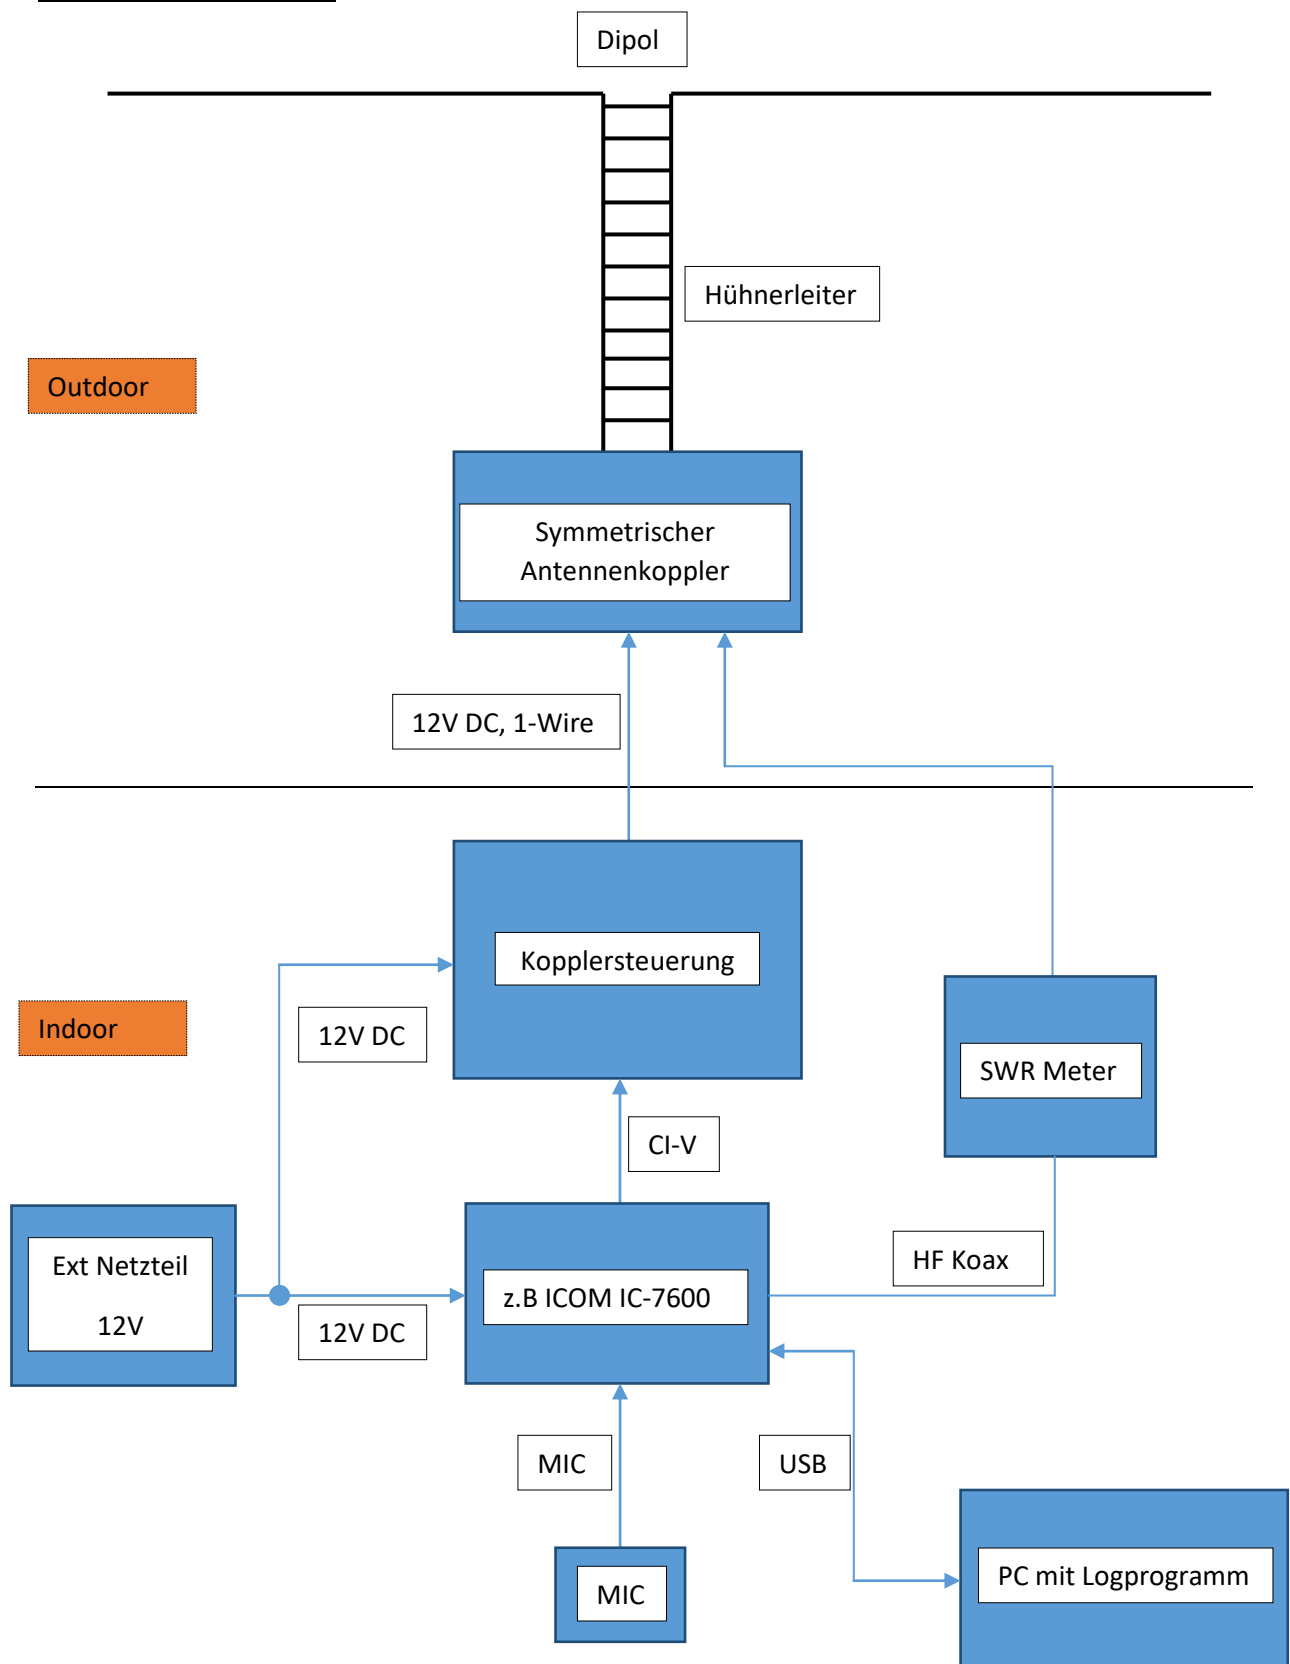 Dipol
Hühnerleiter
Outdoor
Symmetrischer
Antennenkoppler
12V DC, 1-Wire
Kopplersteuerung
Indoor
12V DC
SWR Meter
CI-V
Ext Netzteil
12V
HF Koax
z.B ICOM IC-7600
12V DC
MIC
USB
PC mit Logprogramm
MIC